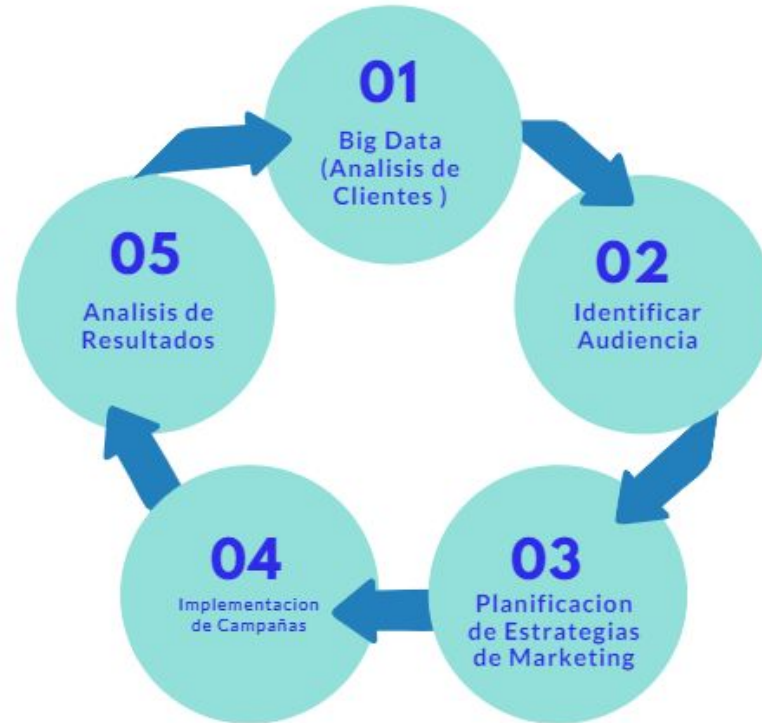 01
Big Data
(Analisis de
Clientes )
02
Identificar
Audiencia
03
Planificacion
de Estrategias
de Marketing
04
Implementacion
de Campañas
05
Analisis de
Resultados